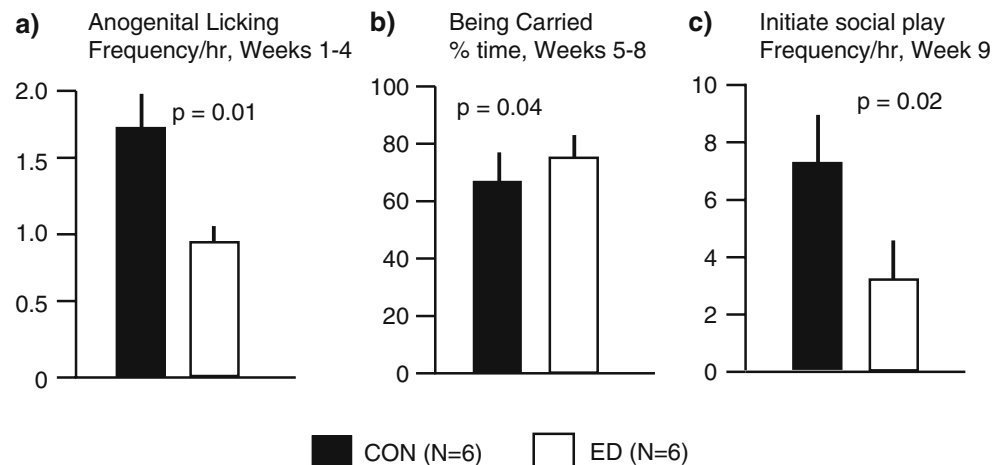 a) Anogenital Licking
Frequency/hr, Weeks 1-4
2.0
1.5
1.0
0.5
0
p = 0.01
b) Being Carried
% time, Weeks 5-8
100
80
60
40
20
0
p = 0.04
c) Initiate social play
Frequency/hr, Week 9
10
8
6
4
2
0
p = 0.02
CON (N=6) ED (N=6)